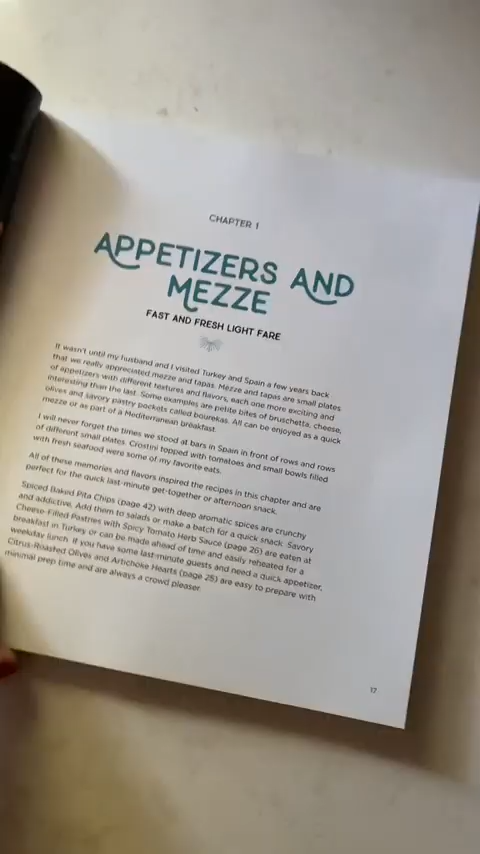 CHAPTER 1
APPETIZERS AND
MEZZE
FAST AND FRESH LIGHT FARE
It wasn't until my husband and I visited Turkey and Spain a few years back
that we really appreciated mezze and tapas. Mezze and tapas are small plates
of appetizers with different textures and flavors, each one more exciting and
interesting than the last. Some examples are petite bites of bruschetta, cheese,
olives and savory pastry pockets called bourekas. All can be enjoyed as a quick
mezze or as part of a Mediterranean breakfast.
I will never forget the times we stood at bars in Spain in front of rows and rows
of different small plates. Crostini topped with tomatoes and small bowls filled
with fresh seafood were some of my favorite eats.
All of these memories and flavors inspired the recipes in this chapter and are
perfect for the quick last-minute get-together or afternoon snack.
Spiced Baked Pita Chips (page 42) with deep aromatic spices are crunchy
and addictive. Add them to salads or make a batch for a quick snack. Savory
Cheese-Filled Pastries with Spicy Tomato Herb Sauce (page 26) are eaten at
breakfast in Turkey or can be made ahead of time and easily reheated for a
weekday lunch. If you have some last-minute guests and need a quick appetizer,
Citrus-Roasted Olives and Artichoke Hearts (page 25) are easy to prepare with
minimal prep time and are always a crowd pleaser.
17